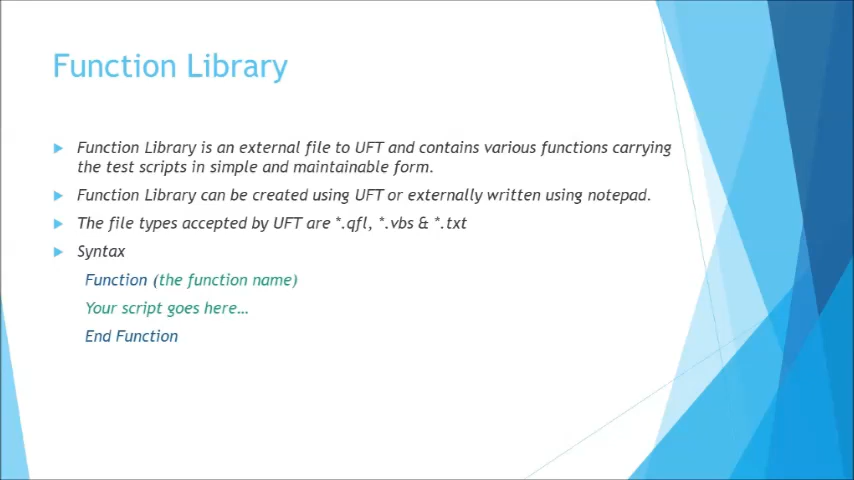 Function Library
Function Library is an external file to UFT and contains various functions carrying
the test scripts in simple and maintainable form.
Function Library can be created using UFT or externally written using notepad.
The file types accepted by UFT are *.qfl, *.vbs & *.txt
Syntax
Function (the function name)
Your script goes here…
End Function